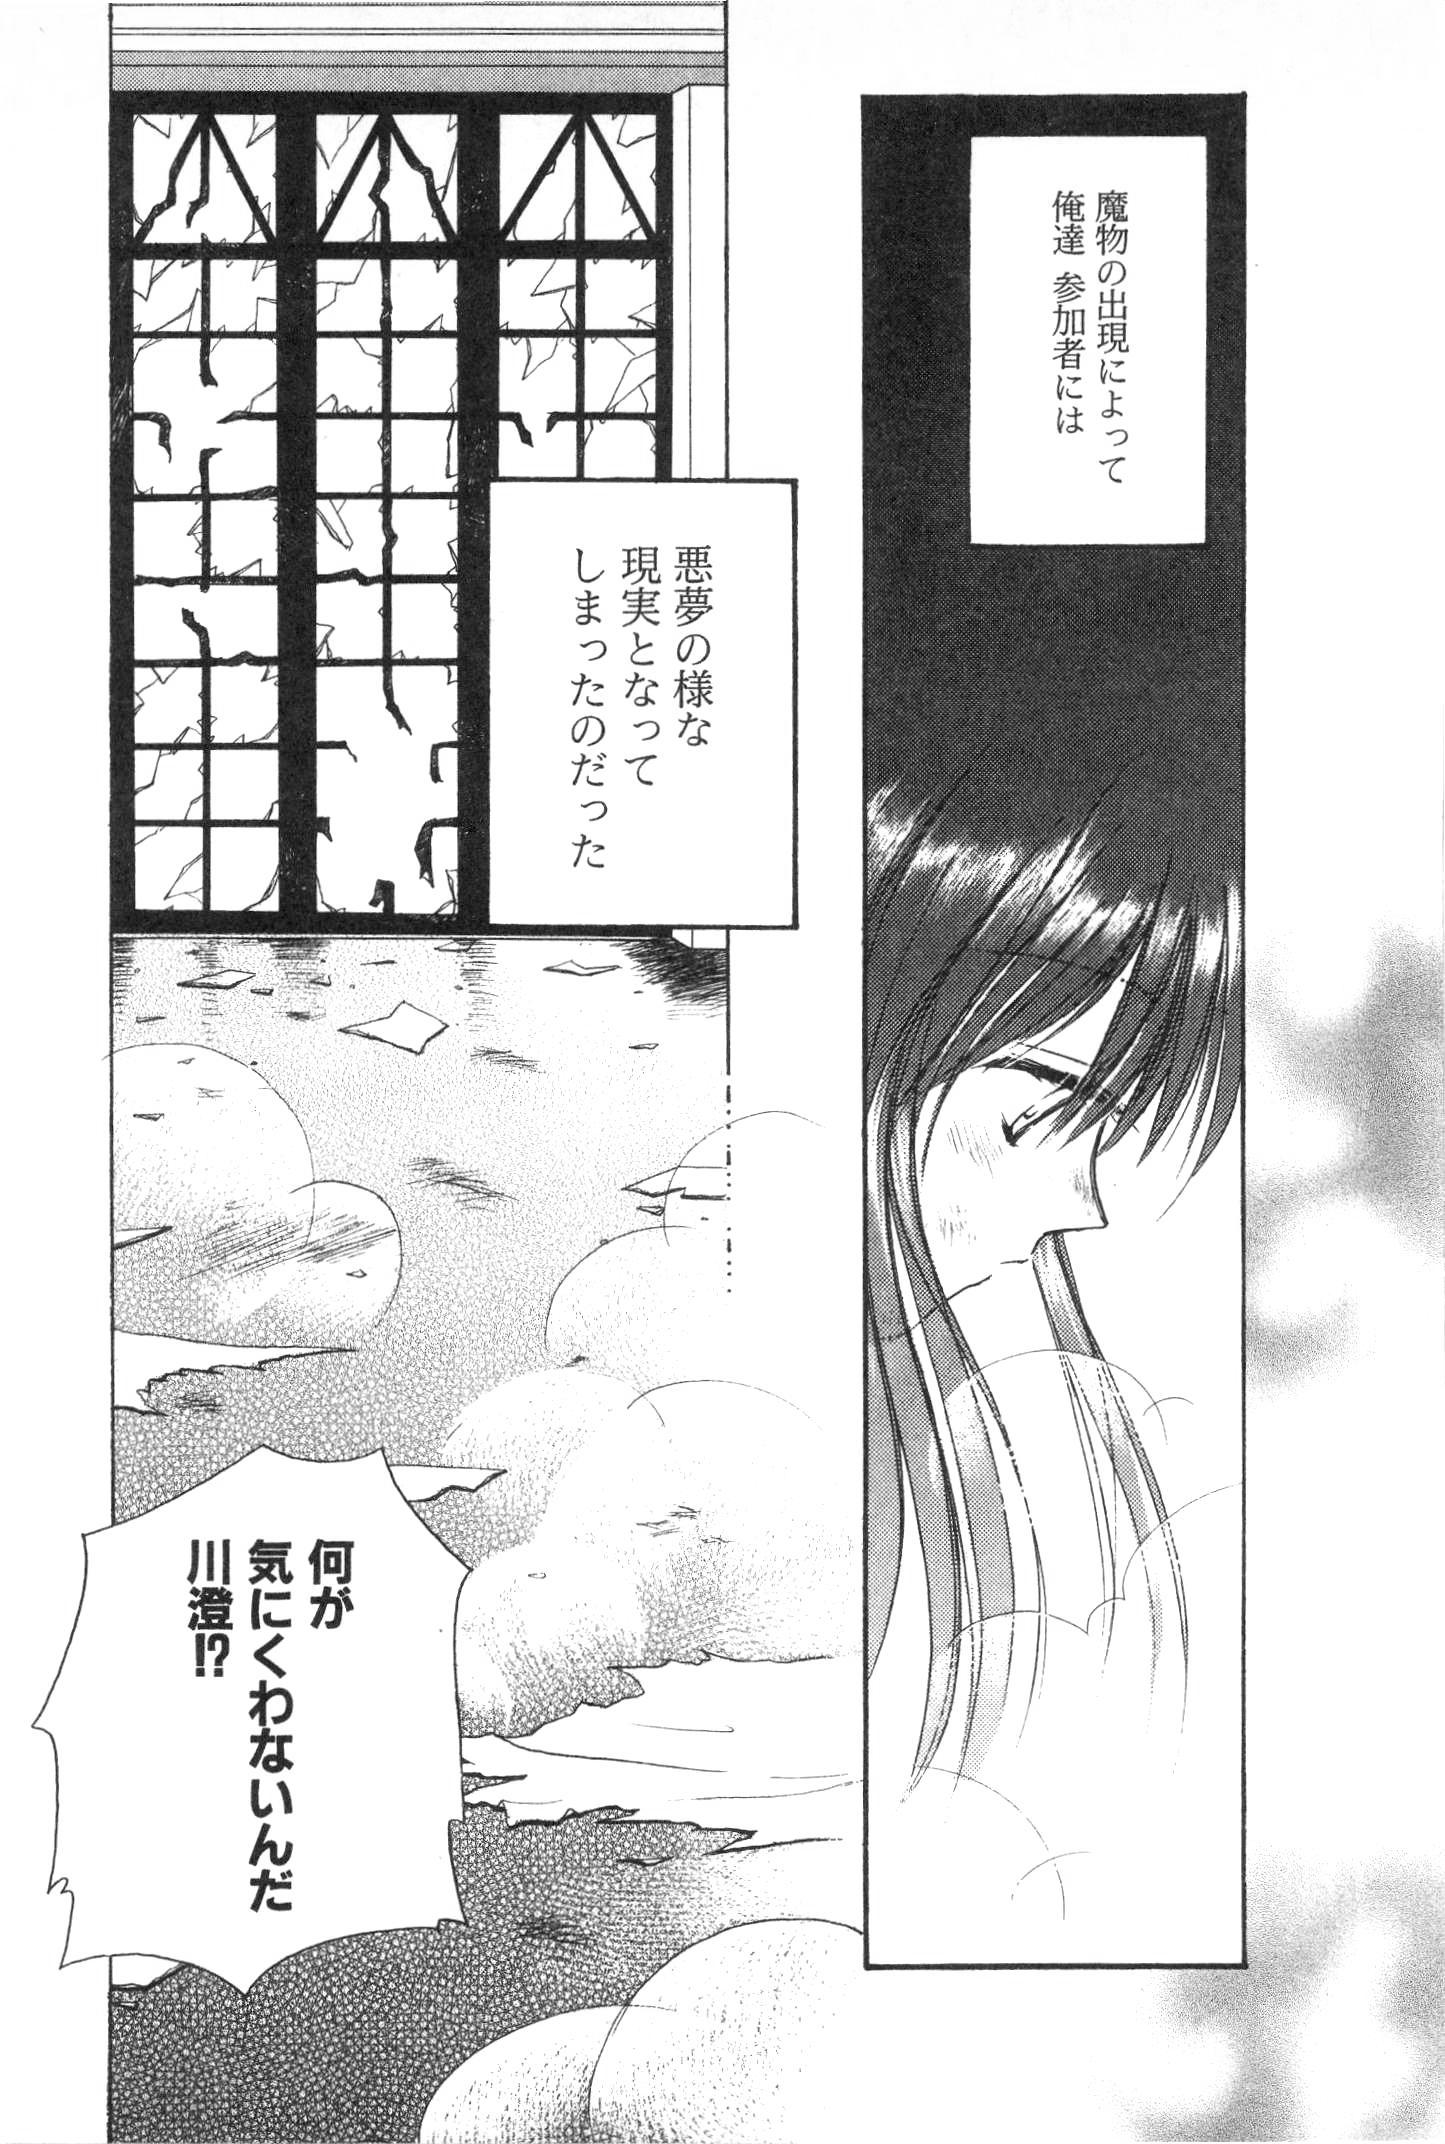 魔物の出現によって
俺達 参加者には
悪夢の様な
現実となって
しまったのだった
何が
気にくわないんだ
川澄!?